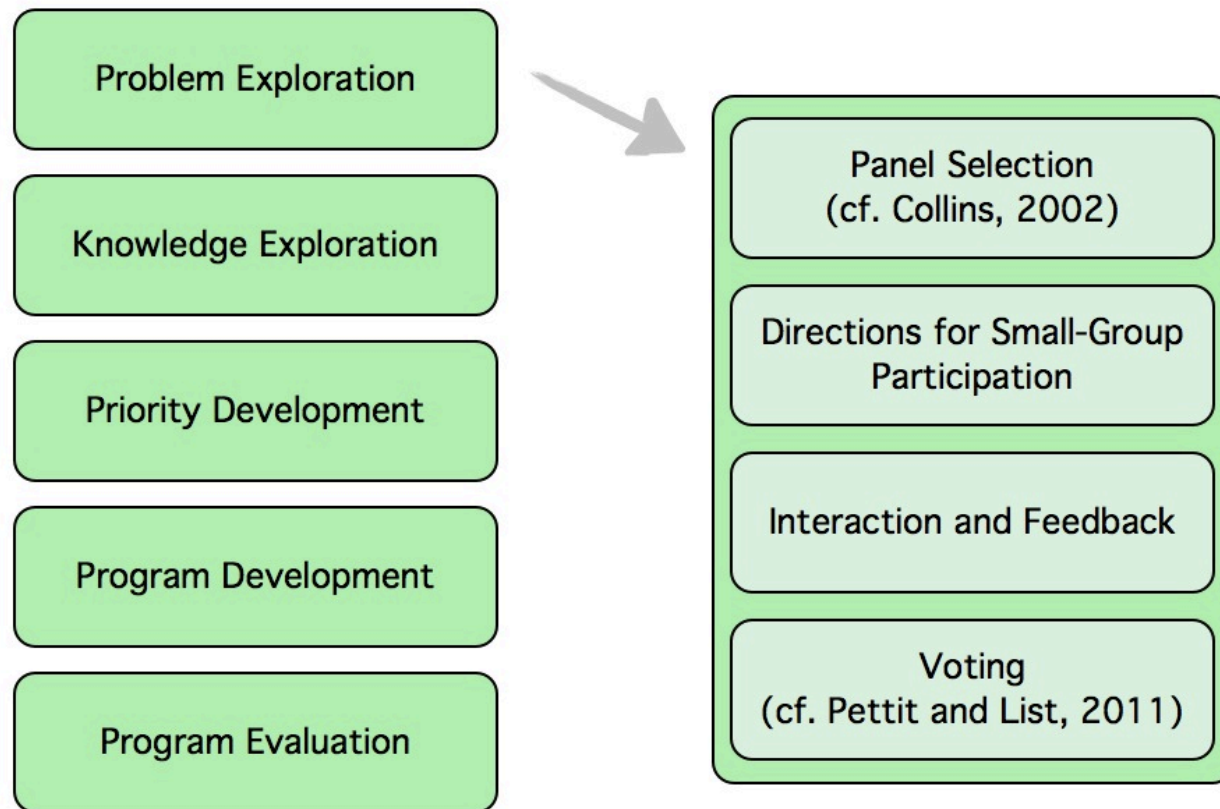 Problem Exploration
Knowledge Exploration
Priority Development
Program Development
Program Evaluation
Panel Selection
(cf. Collins, 2002)
Directions for Small-Group
Participation
Interaction and Feedback
Voting
(cf. Pettit and List, 2011)